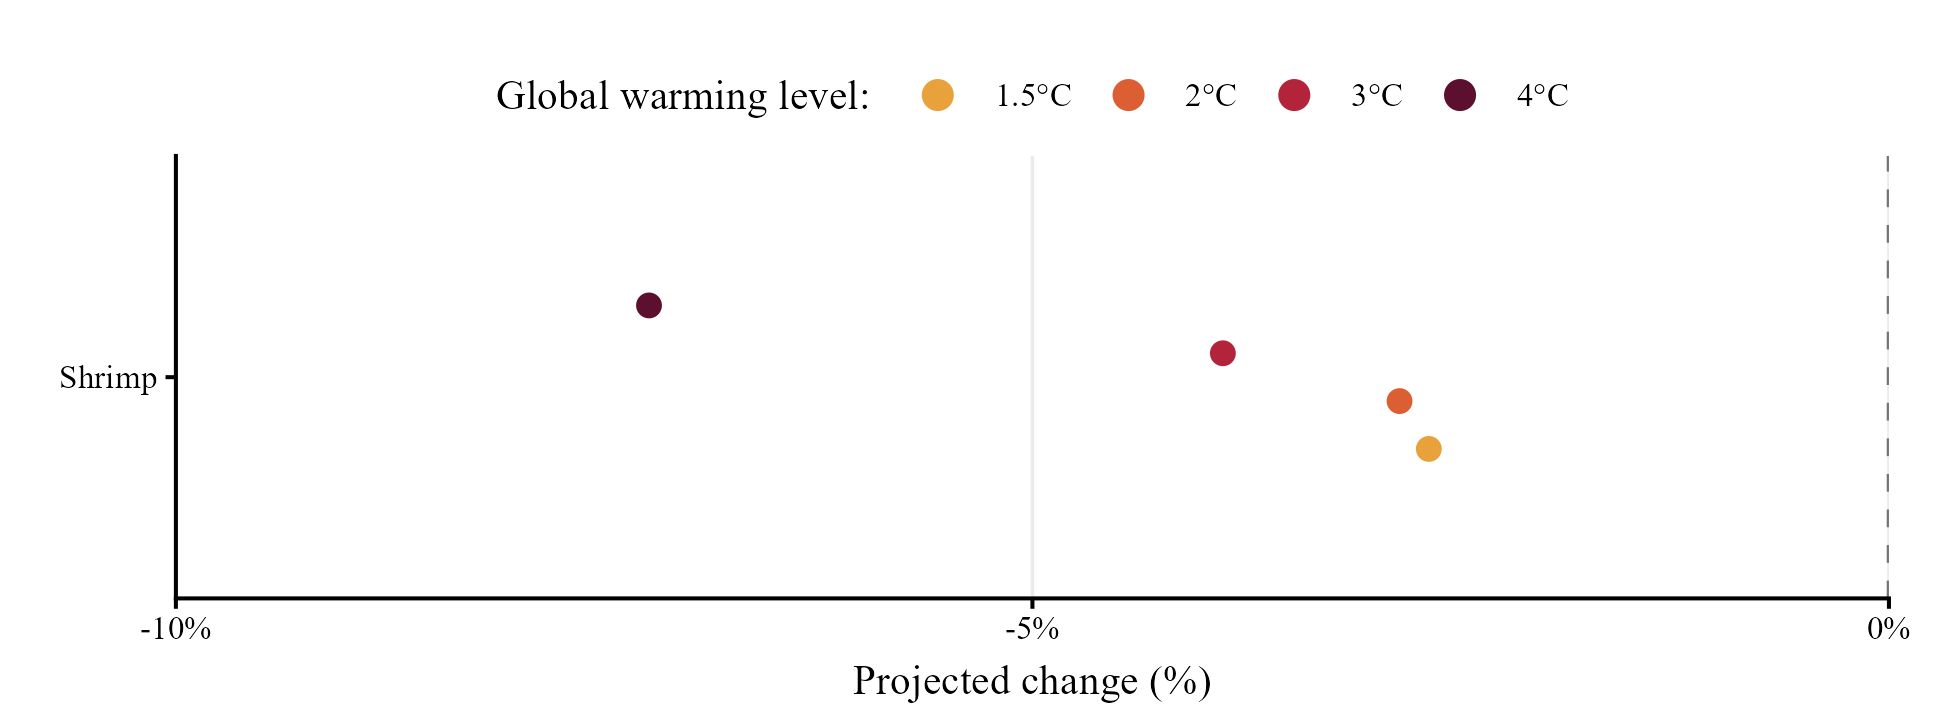 Global warming level: 1.5°C 2°C 3°C 4°C
Shrimp
-10% -5% 0%
Projected change (%)